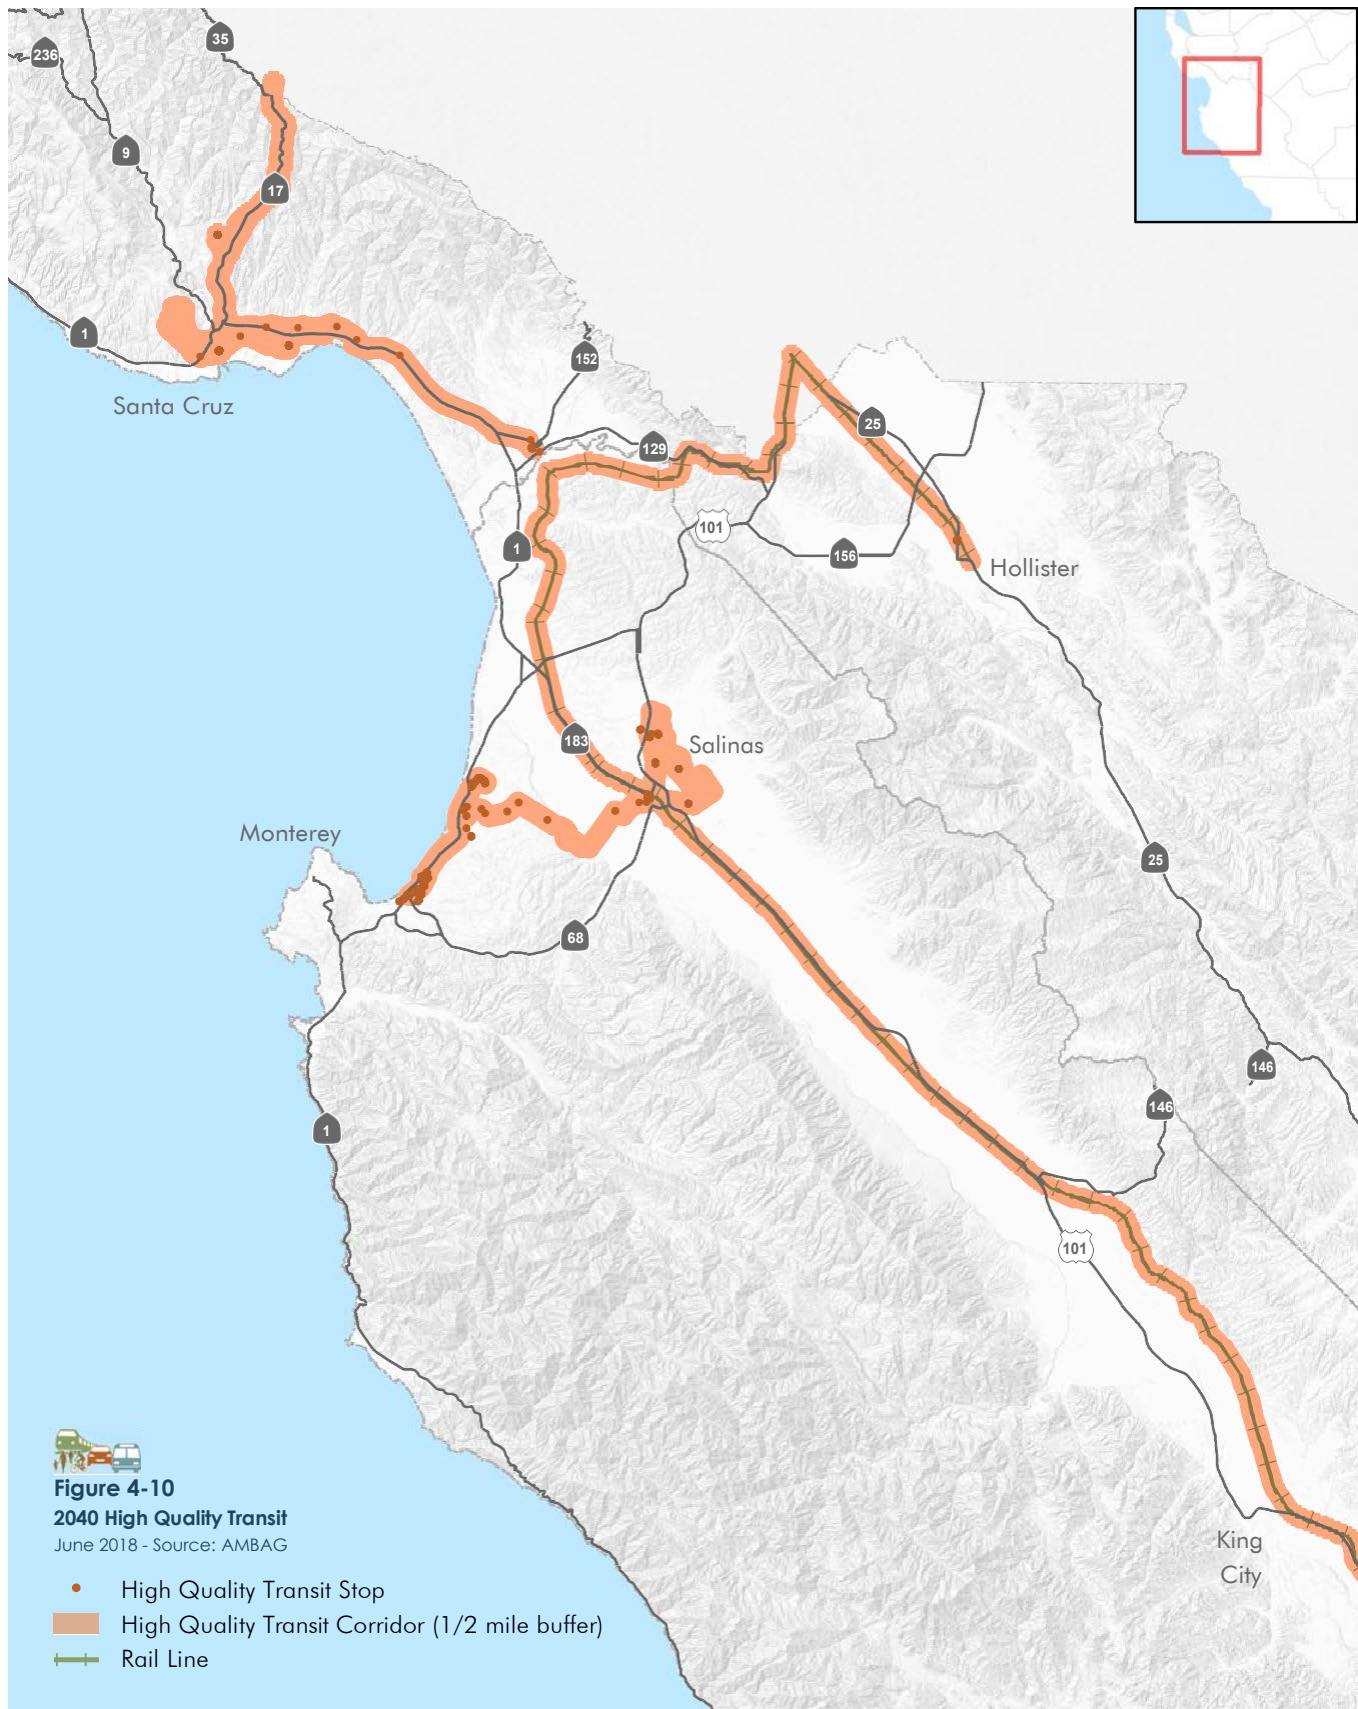 35
236
9
17
1
152
Santa Cruz
25
129
101
1
156
Hollister
183
Salinas
Monterey
25
68
146
146
1
101
Figure 4-10
2040 High Quality Transit
June 2018 - Source: AMBAG
King
City
High Quality Transit Stop
High Quality Transit Corridor (1/2 mile buffer)
Rail Line